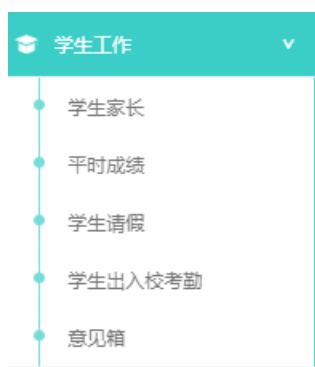 学生工作
学生家长
平时成绩
学生请假
学生出入校考勤
意见箱